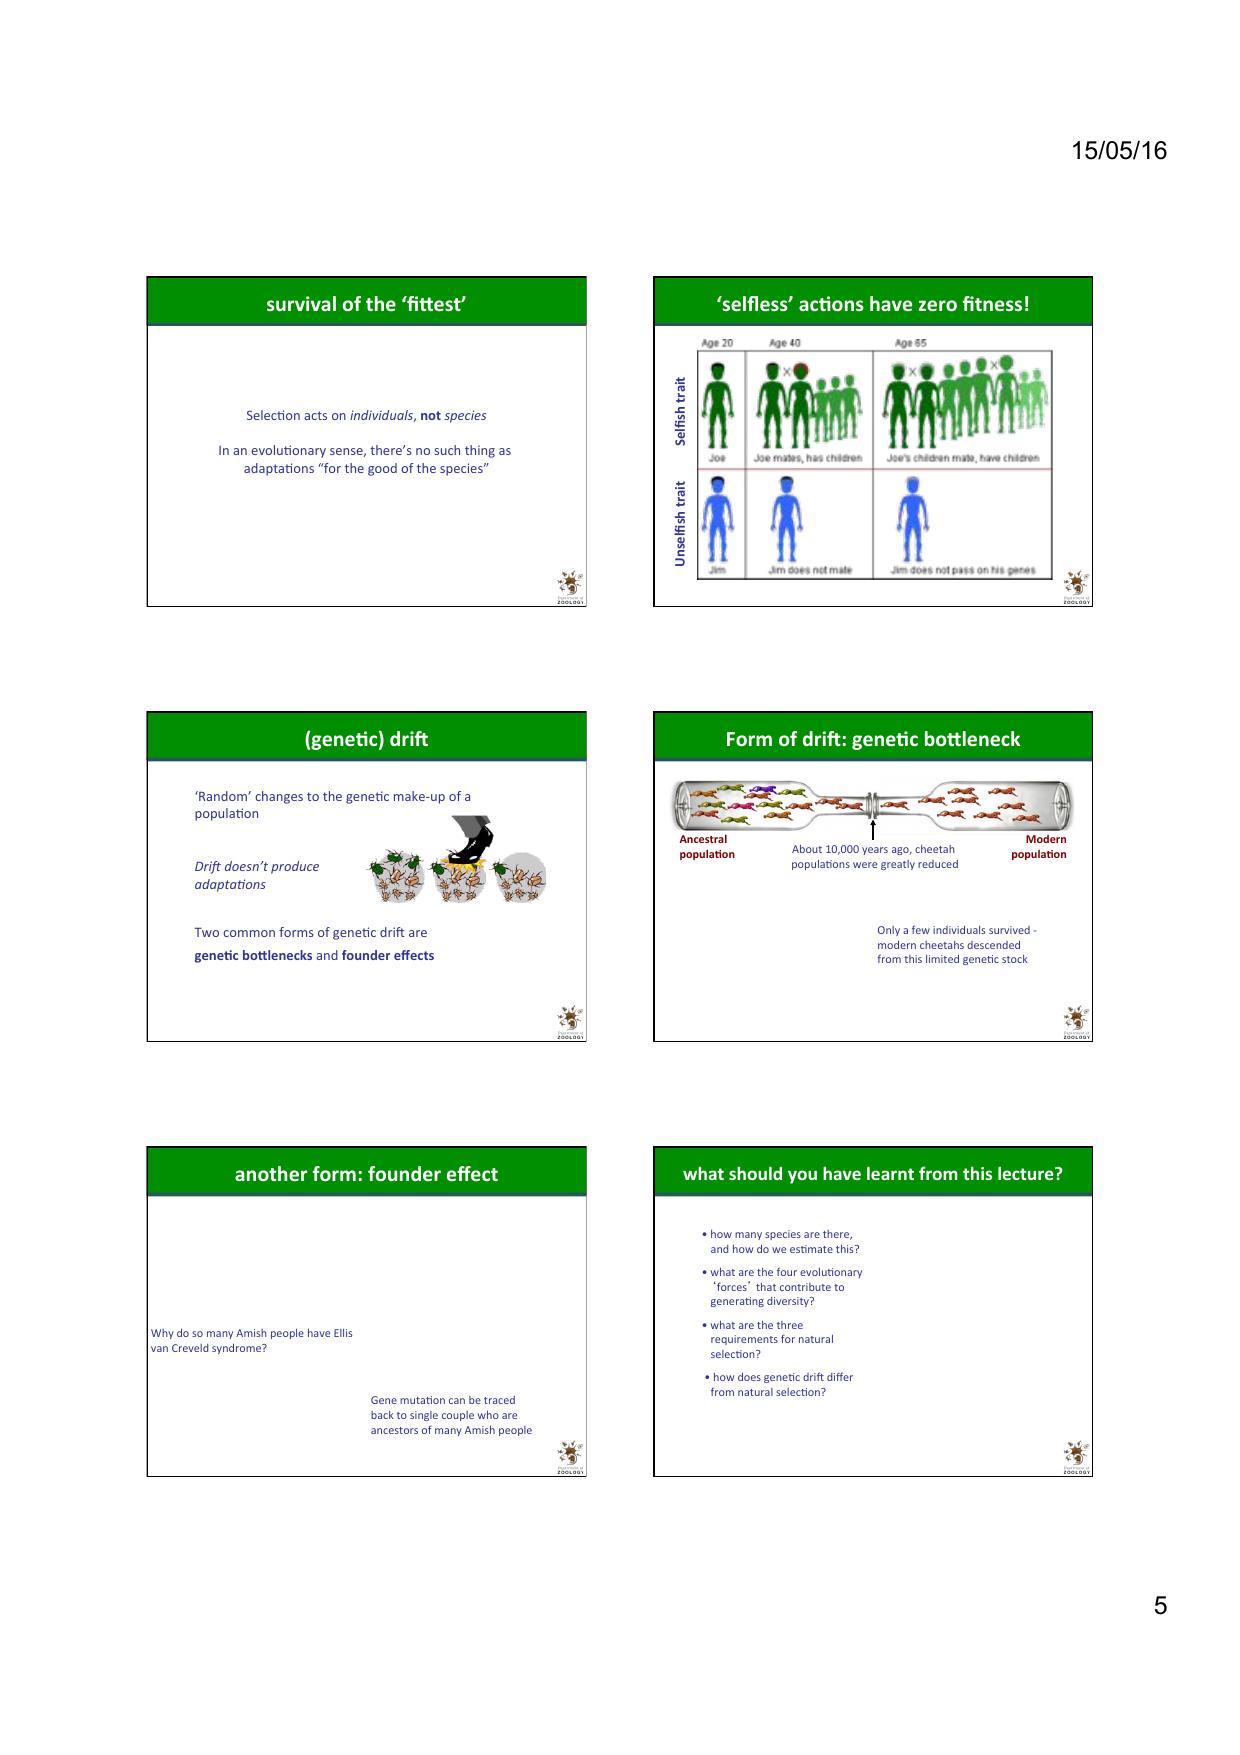 15/05/16
survival of the ‘fittest’
Selection acts on individuals, not species
In an evolutionary sense, there’s no such thing as
adaptations “for the good of the species”
Department of
ZOOLOGY
‘selfless’ actions have zero fitness!
Age 20 Age 40 Age 65
Selfish trait
Joe Joe mates, has children Joe's children mate, have children
Unselfish trait
Jim Jim does not mate Jim does not pass on his genes
Department of
ZOOLOGY
(genetic) drift
‘Random’ changes to the genetic make-up of a
population
Drift doesn’t produce
adaptations
Two common forms of genetic drift are
genetic bottlenecks and founder effects
Department of
ZOOLOGY
Form of drift: genetic bottleneck
Ancestral
population
About 10,000 years ago, cheetah
populations were greatly reduced
Modern
population
Only a few individuals survived -
modern cheetahs descended
from this limited genetic stock
Department of
ZOOLOGY
another form: founder effect
Why do so many Amish people have Ellis
van Creveld syndrome?
Gene mutation can be traced
back to single couple who are
ancestors of many Amish people
Department of
ZOOLOGY
what should you have learnt from this lecture?
• how many species are there,
and how do we estimate this?
• what are the four evolutionary
‘forces’ that contribute to
generating diversity?
• what are the three
requirements for natural
selection?
• how does genetic drift differ
from natural selection?
Department of
ZOOLOGY
5